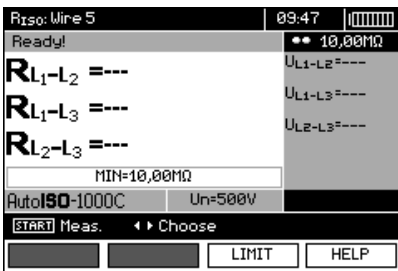 RISO: Wire 5 09:47
Ready! 10,00MΩ
RL1-L2 =---
RL1-L3 =---
RL2-L3 =---
UL1-L2=---
UL1-L3=---
UL2-L3=---
MIN=10,00MΩ
AutoISO-1000C Un=500V
START Meas. Choose
LIMIT HELP